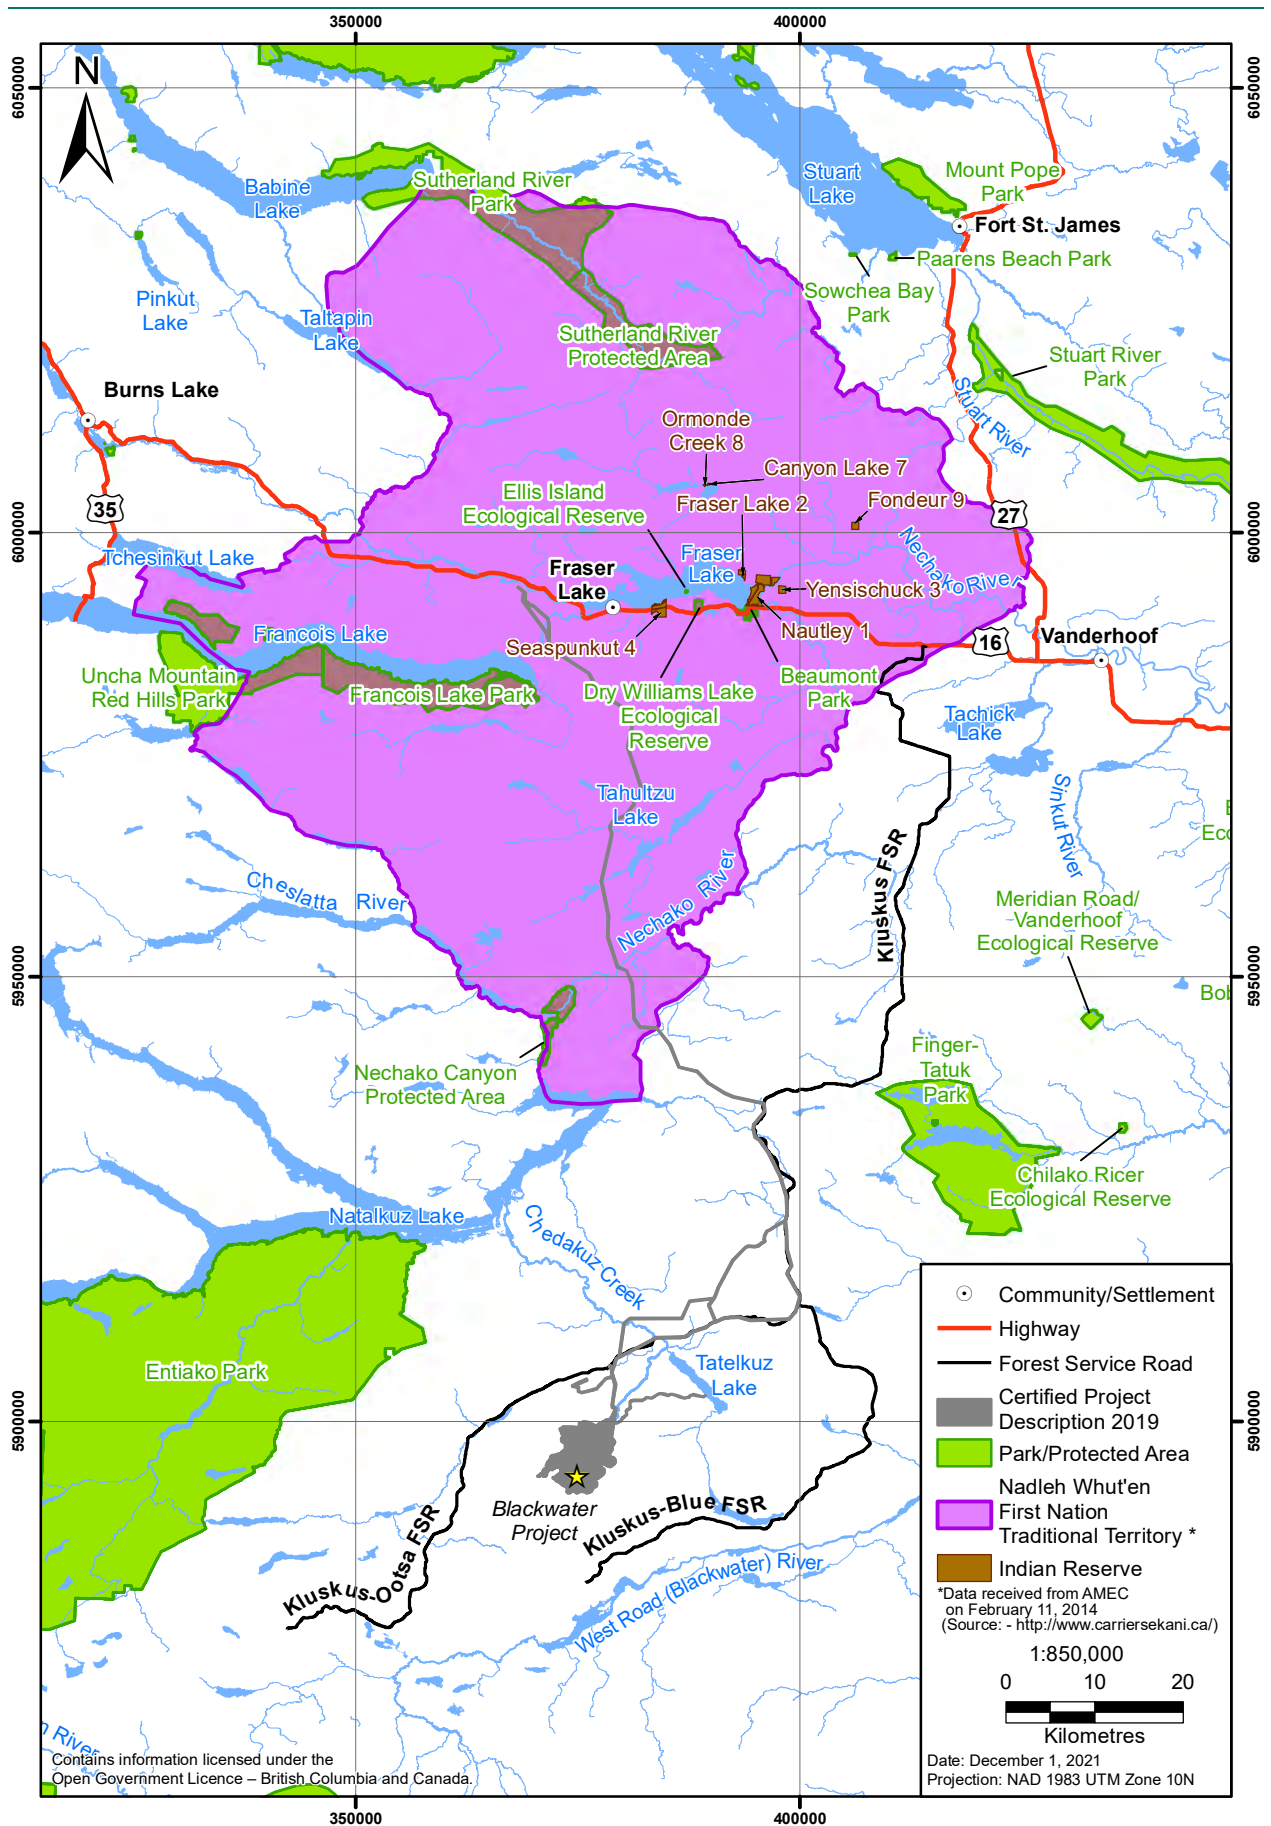 350000
400000
6050000
6050000
N
Babine
Lake
Sutherland River
Park
Stuart
Lake
Mount Pope
Park
Fort St. James
Paarens Beach Park
Sowchea Bay
Park
Pinkut
Lake
Taltapin
Lake
Sutherland River
Protected Area
Stuart River
Park
Burns Lake
Stuart River
Ormonde
Creek 8
Canyon Lake 7
Ellis Island
Ecological Reserve
Fraser Lake 2
Fondeur 9
35
27
6000000
6000000
Tchesinkut Lake
Fraser
Lake
Fraser
Lake
Nechako River
Yensischuck 3
Francois Lake
Seaspunkut 4
Nautley 1
16
Vanderhoof
Uncha Mountain
Red Hills Park
Francois Lake Park
Dry Williams Lake
Ecological
Reserve
Beaumont
Park
Tachick
Lake
Tahultzu
Lake
Sinkut River
E
Eco
Kluskus FSR
Cheslatta River
Nechako River
Meridian Road/
Vanderhoof
Ecological Reserve
5950000
5950000
Bob
Nechako Canyon
Protected Area
Finger-
Tatuk
Park
Chilako Ricer
Ecological Reserve
Natalkuz Lake
Chedakuz Creek
Entiako Park
Tatelkuz
Lake
5900000
5900000
Blackwater
Project
Kluskus-Blue FSR
Kluskus-Ootsa FSR
West Road (Blackwater) River
n River
Community/Settlement
Highway
Forest Service Road
Certified Project
Description 2019
Park/Protected Area
Nadleh Whut'en
First Nation
Traditional Territory *
Indian Reserve
*Data received from AMEC
on February 11, 2014
(Source: - http://www.carriersekani.ca/)
1:850,000
0 10 20
Kilometres
Date: December 1, 2021
Projection: NAD 1983 UTM Zone 10N
Contains information licensed under the
Open Government Licence – British Columbia and Canada.
350000
400000